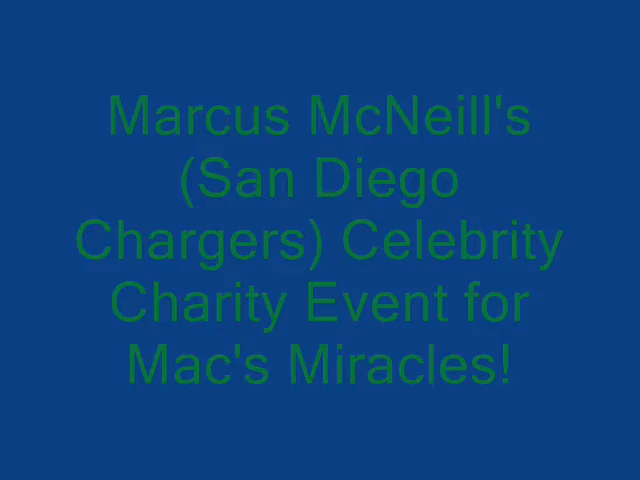 Marcus McNeill's
(San Diego
Chargers) Celebrity
Charity Event for
Mac's Miracles!